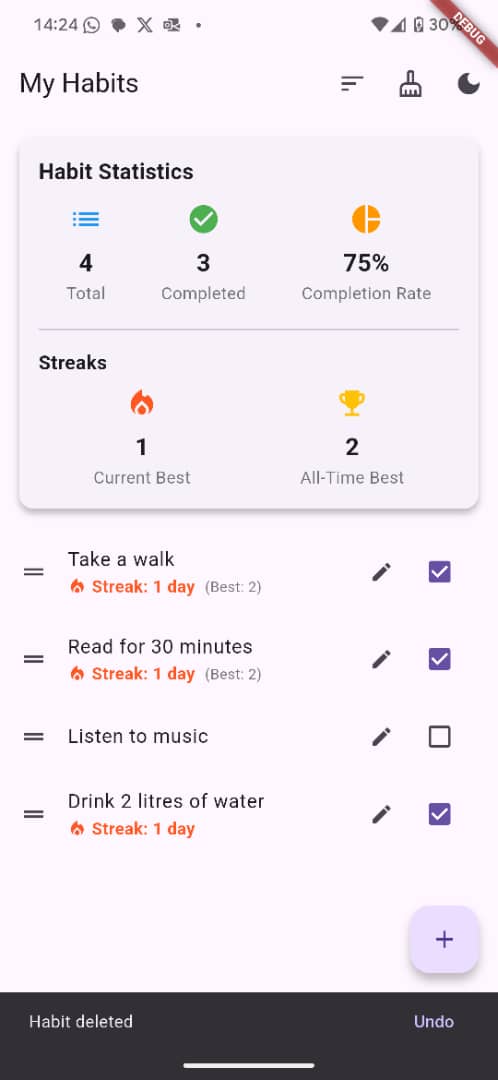 14:24
30%
DEBUG
My Habits
Habit Statistics
4 3 75%
Total Completed Completion Rate
Streaks
1 2
Current Best All-Time Best
Take a walk
Streak: 1 day (Best: 2)
Read for 30 minutes
Streak: 1 day (Best: 2)
Listen to music
Drink 2 litres of water
Streak: 1 day
Habit deleted Undo